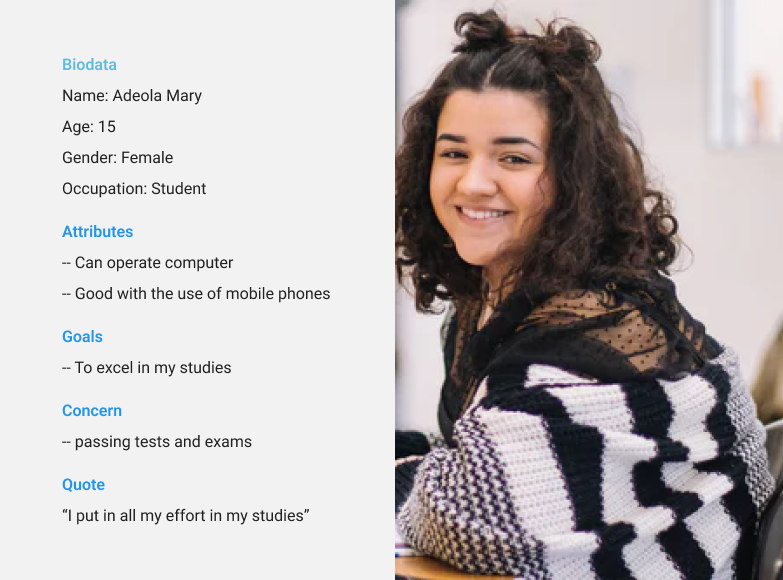 Biodata
Name: Adeola Mary
Age: 15
Gender: Female
Occupation: Student
Attributes
-- Can operate computer
-- Good with the use of mobile phones
Goals
-- To excel in my studies
Concern
-- passing tests and exams
Quote
“I put in all my effort in my studies”